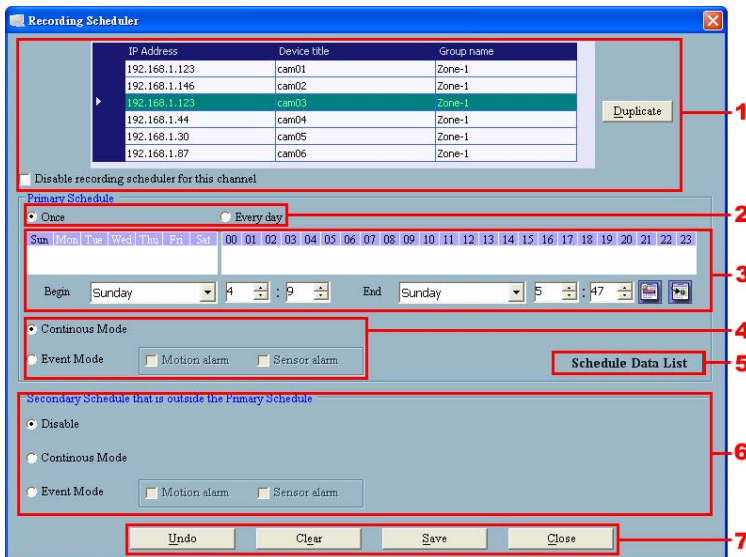 Recording Scheduler
IP Address Device title Group name
192.168.1.123 cam01 Zone-1
192.168.1.146 cam02 Zone-1
192.168.1.123 cam03 Zone-1
192.168.1.44 cam04 Zone-1
192.168.1.30 cam05 Zone-1
192.168.1.87 cam06 Zone-1
Duplicate
1
Disable recording scheduler for this channel
Primary Schedule
Once Every day
2
Sun Mon Tue Wed Thu Fri Sat 00 01 02 03 04 05 06 07 08 09 10 11 12 13 14 15 16 17 18 19 20 21 22 23
3
Begin Sunday 4 : 9 End Sunday 5 : 47
Continous Mode
4
Event Mode Motion alarm Sensor alarm
Schedule Data List
5
Secondary Schedule that is outside the Primary Schedule
Disable
Continous Mode
6
Event Mode Motion alarm Sensor alarm
Undo Clear Save Close
7